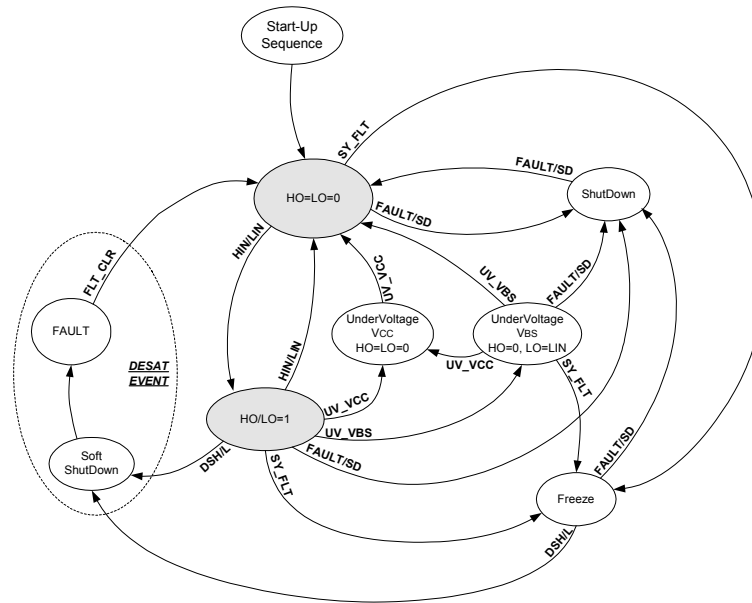 Start-Up
Sequence
SY_FLT
FAULT/SD
ShutDown
HO=LO=0
FAULT/SD
HIN/LIN
FLT_CLR
UV_VCC
UV_VBS
FAULT/SD
FAULT
UnderVoltage
VCC
HO=LO=0
UnderVoltage
VBS
HO=0, LO=LIN
DESAT
EVENT
HIN/LIN
UV_VCC
SY_FLT
UV_VCC
HO/LO=1
UV_VBS
FAULT/SD
Soft
ShutDown
DSH/L
SY_FLT
FAULT/SD
Freeze
DSH/L